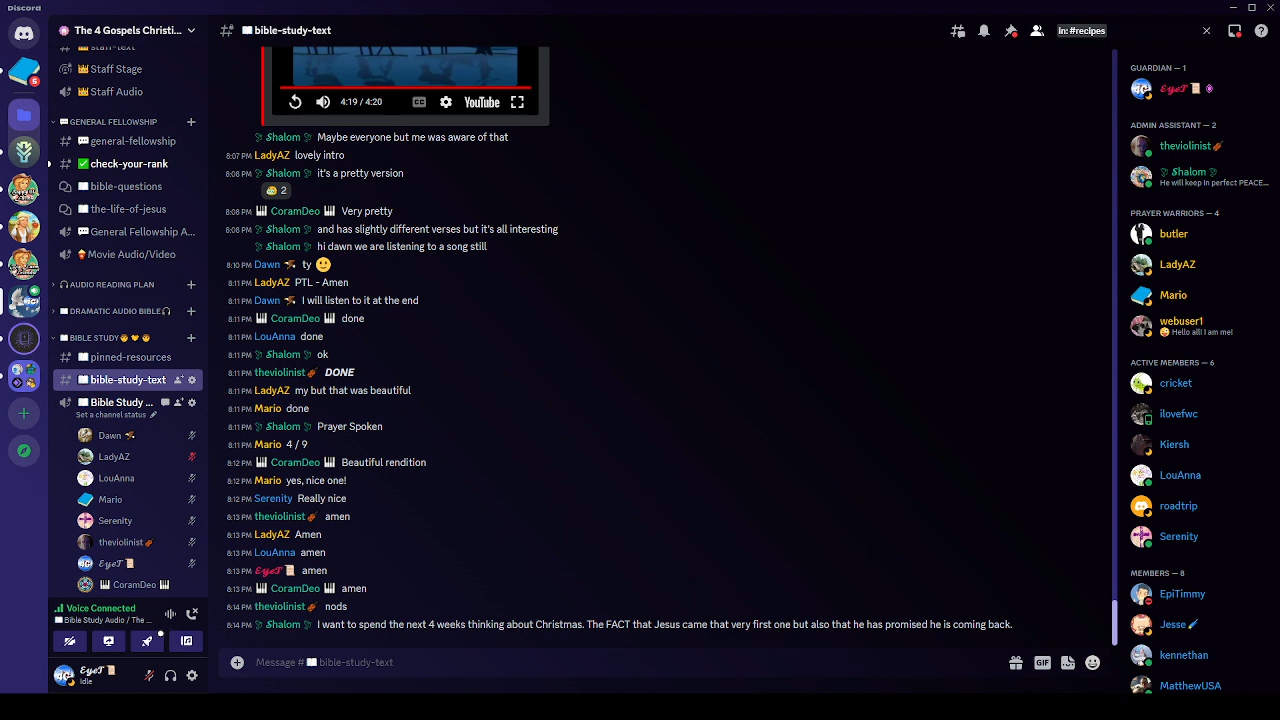 Discord
The 4 Gospels Christi...
staff-text
Staff Stage
Staff Audio
GENERAL FELLOWSHIP
general-fellowship
check-your-rank
bible-questions
the-life-of-jesus
General Fellowship A...
Movie Audio/Video
AUDIO READING PLAN
DRAMATIC AUDIO BIBLE
BIBLE STUDY
pinned-resources
bible-study-text
Bible Study ...
Set a channel status
Dawn
LadyAZ
LouAnna
Mario
Serenity
theviolinist
EyeT
CoramDeo
Voice Connected
Bible Study Audio / The ...
EyeT
Idle
5
bible-study-text
in: #recipes
4:19 / 4:20
CC
YouTube
Shalom Maybe everyone but me was aware of that
8:07 PM LadyAZ lovely intro
8:08 PM Shalom it's a pretty version
2
8:08 PM CoramDeo Very pretty
8:08 PM Shalom and has slightly different verses but it's all interesting
Shalom hi dawn we are listening to a song still
8:10 PM Dawn ty
8:11 PM LadyAZ PTL - Amen
8:11 PM Dawn I will listen to it at the end
8:11 PM CoramDeo done
8:11 PM LouAnna done
8:11 PM Shalom ok
8:11 PM theviolinist DONE
8:11 PM LadyAZ my but that was beautiful
8:11 PM Mario done
8:11 PM Shalom Prayer Spoken
8:11 PM Mario 4 / 9
8:12 PM CoramDeo Beautiful rendition
8:12 PM Mario yes, nice one!
8:12 PM Serenity Really nice
8:13 PM theviolinist amen
8:13 PM LadyAZ Amen
8:13 PM LouAnna amen
8:13 PM EyeT amen
8:13 PM CoramDeo amen
8:14 PM theviolinist nods
8:14 PM Shalom I want to spend the next 4 weeks thinking about Christmas. The FACT that Jesus came that very first one but also that he has promised he is coming back.
Message #bible-study-text
GIF
GUARDIAN — 1
EyeT
ADMIN ASSISTANT — 2
theviolinist
Shalom
He will keep in perfect PEACE...
PRAYER WARRIORS — 4
butler
LadyAZ
Mario
webuser1
Hello all! I am me!
ACTIVE MEMBERS — 6
cricket
ilovefwc
Kiersh
LouAnna
roadtrip
Serenity
MEMBERS — 8
EpiTimmy
Jesse
kennethan
MatthewUSA